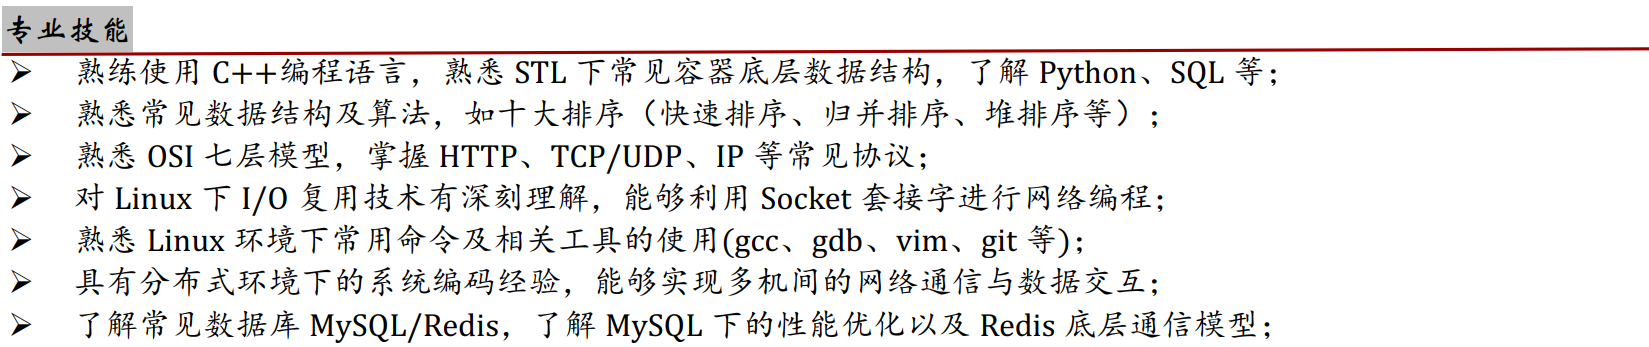 专业技能
➢ 熟练使用 C++编程语言，熟悉 STL 下常见容器底层数据结构，了解 Python、SQL 等；
➢ 熟悉常见数据结构及算法，如十大排序（快速排序、归并排序、堆排序等）；
➢ 熟悉 OSI 七层模型，掌握 HTTP、TCP/UDP、IP 等常见协议；
➢ 对 Linux 下 I/O 复用技术有深刻理解，能够利用 Socket 套接字进行网络编程；
➢ 熟悉 Linux 环境下常用命令及相关工具的使用(gcc、gdb、vim、git 等)；
➢ 具有分布式环境下的系统编码经验，能够实现多机间的网络通信与数据交互；
➢ 了解常见数据库 MySQL/Redis，了解 MySQL 下的性能优化以及 Redis 底层通信模型；